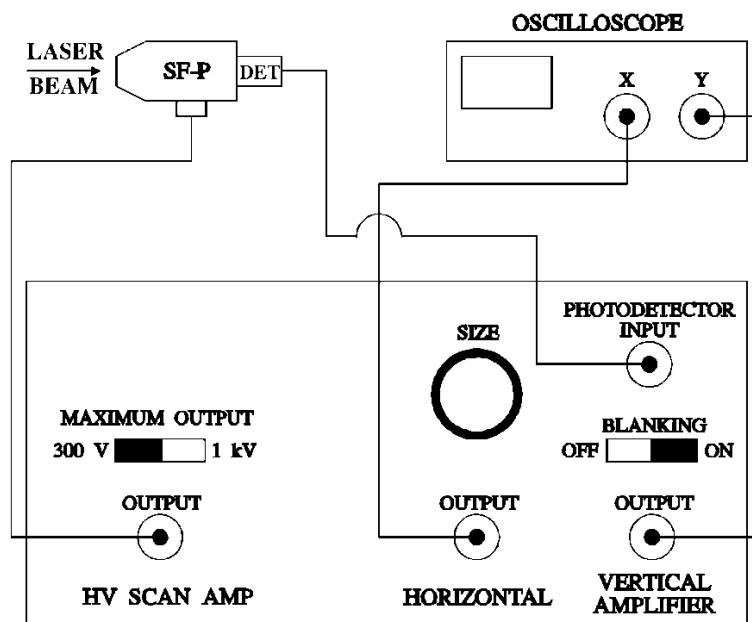 OSCILLOSCOPE
LASER
BEAM
SF-P
DET
X Y
PHOTODETECTOR
INPUT
SIZE
MAXIMUM OUTPUT
300 V 1 kV
BLANKING
OFF ON
OUTPUT
OUTPUT
OUTPUT
HV SCAN AMP
HORIZONTAL
VERTICAL
AMPLIFIER